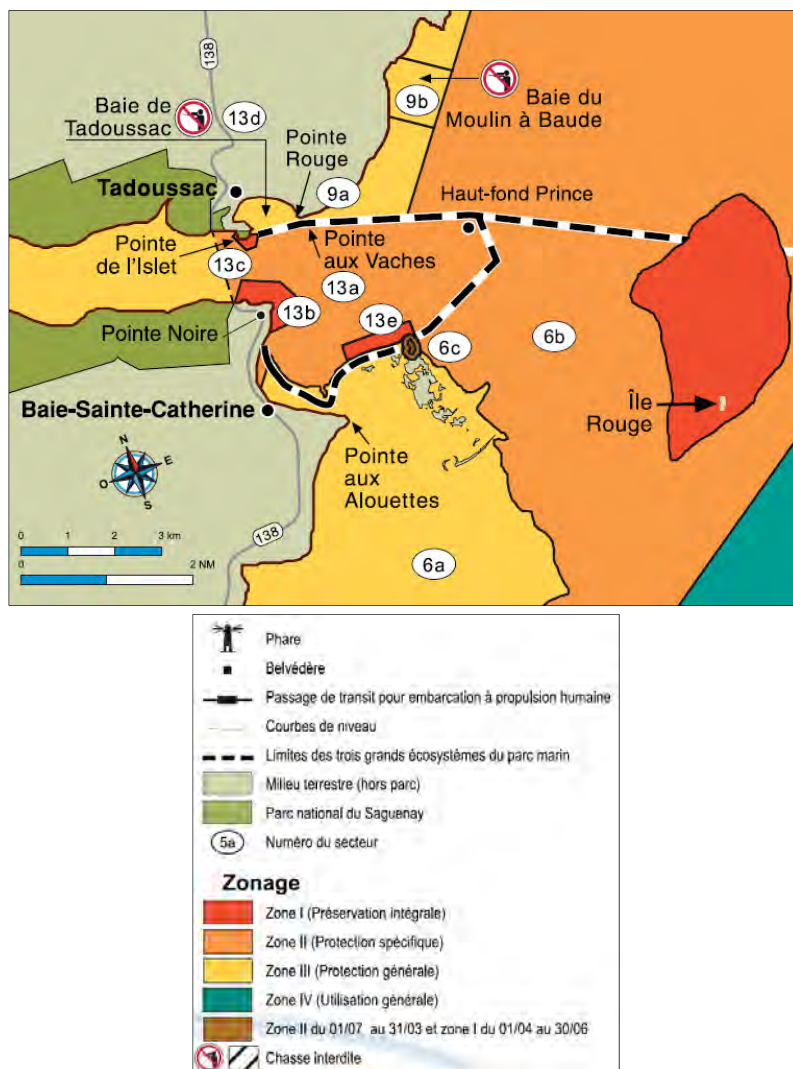 138
Baie de
Tadoussac
13d
9b
Baie du
Moulin à Baude
Pointe
Rouge
Tadoussac
9a
Haut-fond Prince
Pointe
de l'Islet
13c
Pointe
aux Vaches
13a
13b
Pointe Noire
13e
6c
6b
Île
Rouge
Baie-Sainte-Catherine
N
E
O
S
Pointe
aux
Alouettes
0 1 2 3 km
138
0 2 NM
6a
Phare
Belvédère
Passage de transit pour embarcation à propulsion humaine
Courbes de niveau
Limites des trois grands écosystèmes du parc marin
Milieu terrestre (hors parc)
Parc national du Saguenay
5a Numéro du secteur
Zonage
Zone I (Préservation intégrale)
Zone II (Protection spécifique)
Zone III (Protection générale)
Zone IV (Utilisation générale)
Zone II du 01/07 au 31/03 et zone I du 01/04 au 30/06
Chasse interdite